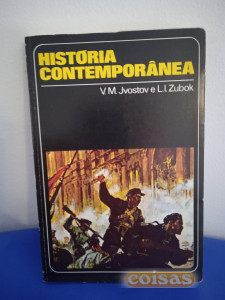 HISTÓRIA
CONTEMPORÂNEA
V. M. Jvostov e L. I. Zubok
coisas